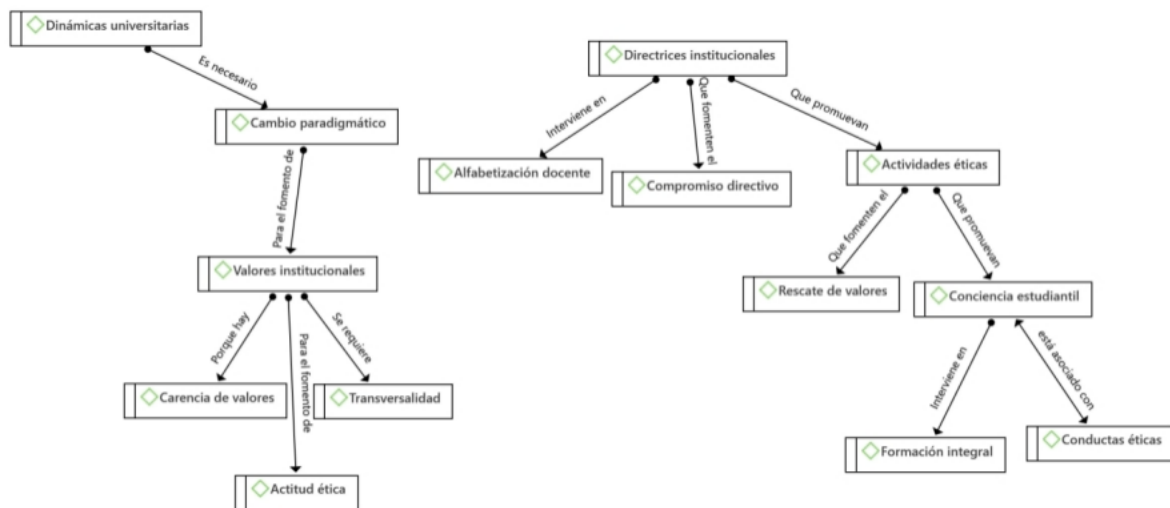 Dinámicas universitarias
Es necesario
Cambio paradigmático
Para el fomento de
Valores institucionales
Porque hay
Para el fomento de
Se requiere
Carencia de valores
Transversalidad
Actitud ética
Directrices institucionales
Interviene en
Que fomenten el
Que promuevan
Alfabetización docente
Compromiso directivo
Actividades éticas
Que fomenten el
Que promuevan
Rescate de valores
Conciencia estudiantil
Interviene en
está asociado con
Formación integral
Conductas éticas